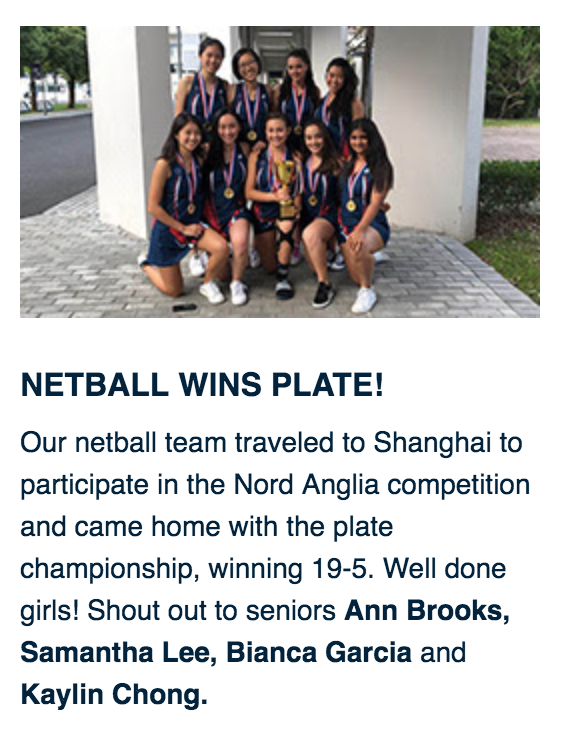 NETBALL WINS PLATE!
Our netball team traveled to Shanghai to
participate in the Nord Anglia competition
and came home with the plate
championship, winning 19-5. Well done
girls! Shout out to seniors Ann Brooks,
Samantha Lee, Bianca Garcia and
Kaylin Chong.